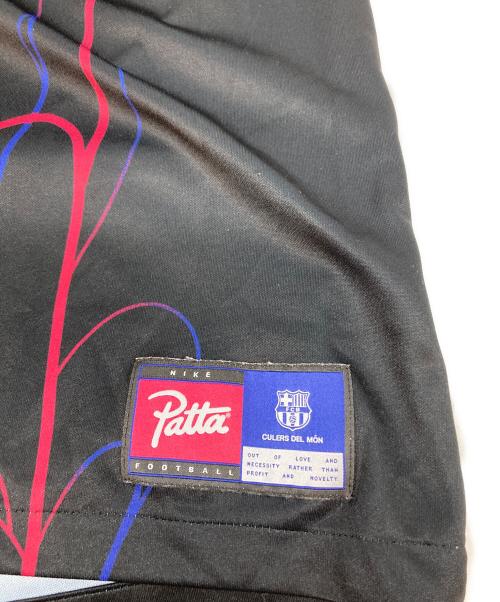 NIKE
Patta
FOOTBALL
FCB
CULERS DEL MÓN
OUT OF LOVE AND
NECESSITY RATHER THAN
PROFIT AND NOVELTY.